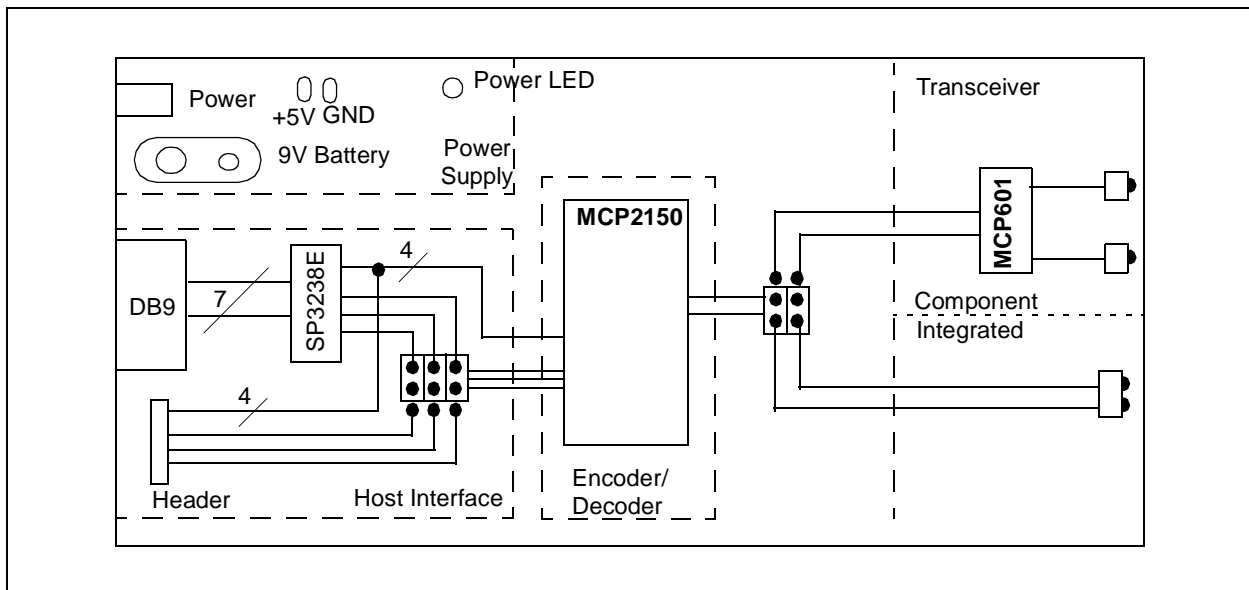 Power
+5V GND
Power LED
9V Battery
Power
Supply
Transceiver
MCP2150
MCP601
4
DB9
7
SP3238E
Component
Integrated
4
Header
Host Interface
Encoder/
Decoder